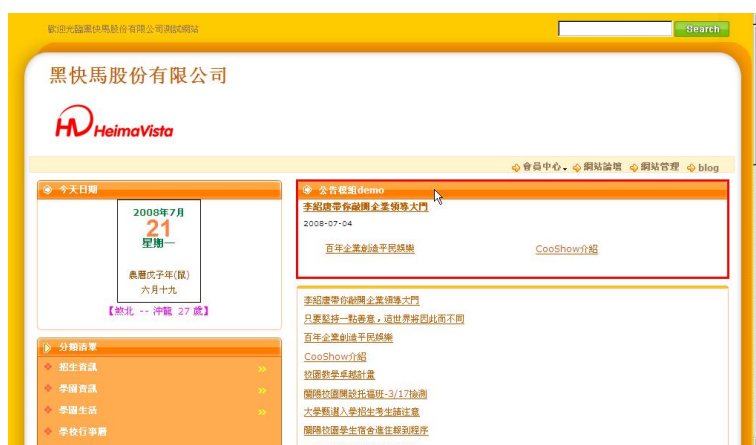 歡迎光臨黑快馬股份有限公司測試網站
Search
黑快馬股份有限公司
HeimaVista
會員中心 網站論壇 網站管理 blog
今天日期
2008年7月
21
星期一
農曆戊子年(鼠)
六月十九
【煞北 -- 沖龍 27 歲】
分類清單
招生資訊
學園資訊
學園生活
學校行事曆
公告模組demo
李紹唐帶你敲開企業領導大門
2008-07-04
百年企業創造平民娛樂
CooShow介紹
李紹唐帶你敲開企業領導大門
只要堅持一點善意，這世界將因此而不同
百年企業創造平民娛樂
CooShow介紹
校園教學卓越計畫
蘭陽校園開設托福班-3/17檢測
大學甄選入學招生考生請注意
蘭陽校園學生宿舍進住報到程序